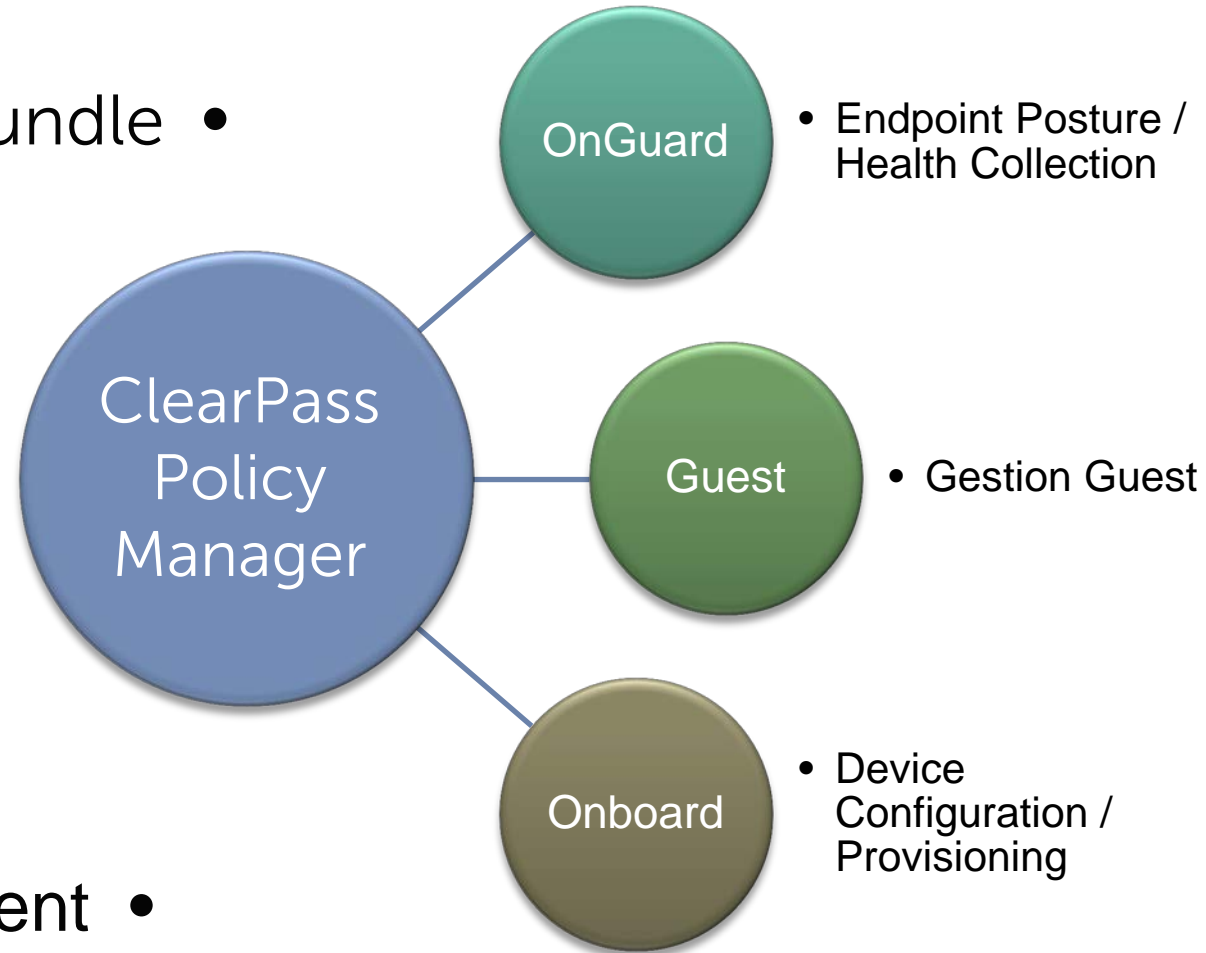 undle •
OnGuard
• Endpoint Posture /
Health Collection
ClearPass
Policy
Manager
Guest
• Gestion Guest
Onboard
• Device
Configuration /
Provisioning
ent •